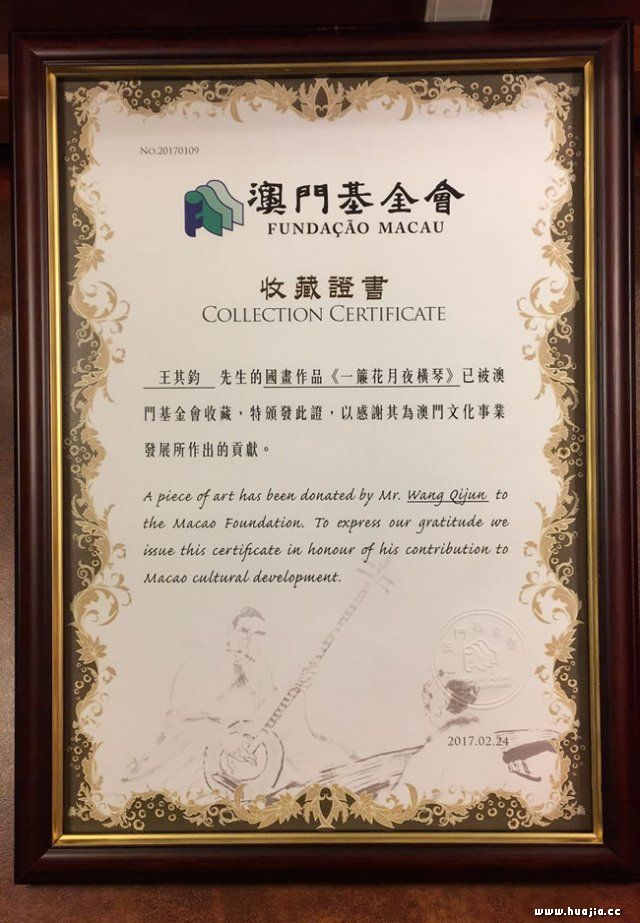 NO.20170109
澳門基金會
FUNDAÇÃO MACAU
收藏證書
COLLECTION CERTIFICATE
王其鈞 先生的國畫作品《一簾花月夜橫琴》已被澳
門基金會收藏，特頒發此證，以感謝其為澳門文化事業
發展所作出的貢獻。
A piece of art has been donated by Mr. Wang Qijun to
the Macao Foundation. To express our gratitude we
issue this certificate in honour of his contribution to
Macao cultural development.
澳門基金會
2017.02.24
www.huajia.cc